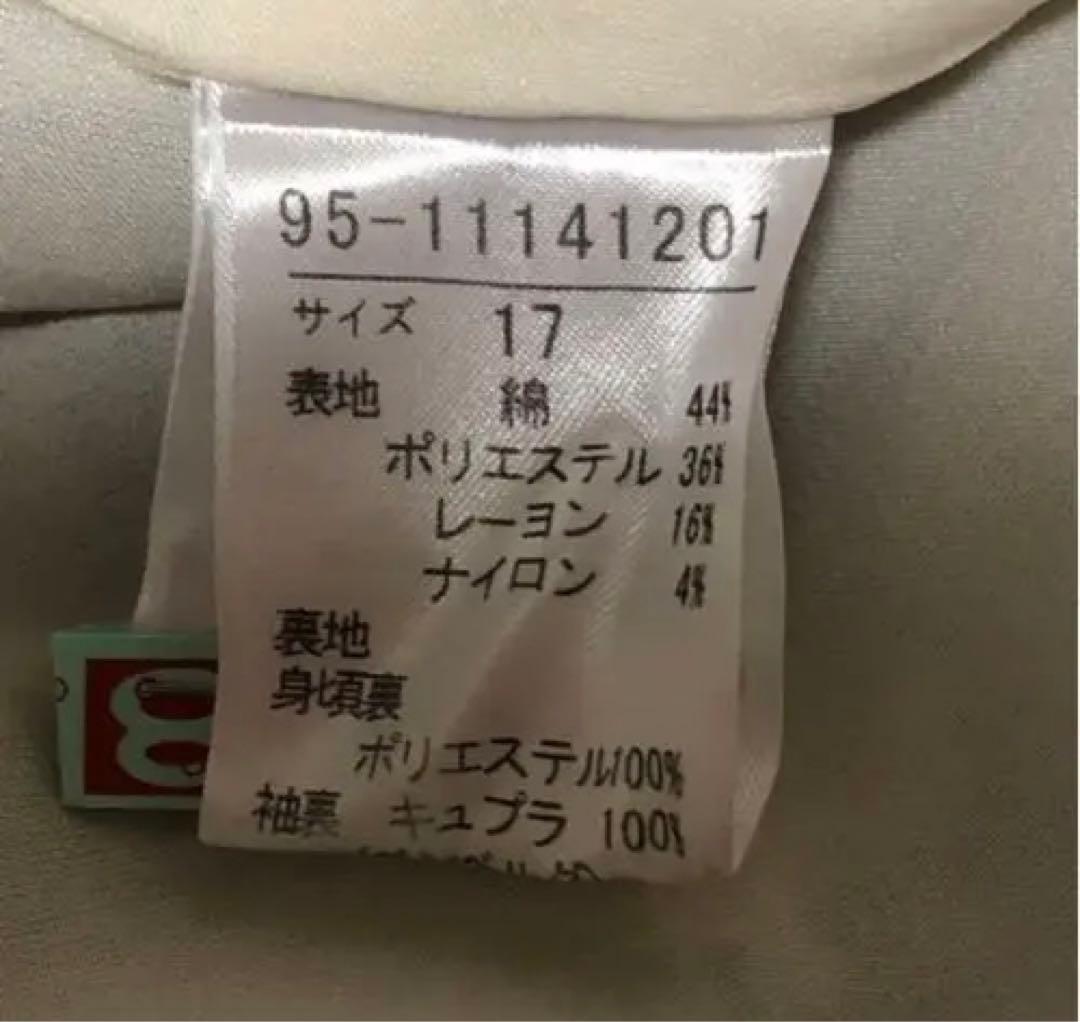 95-11141201
サイズ 17
表地 綿 44%
ポリエステル 36%
レーヨン 16%
ナイロン 4%
裏地
身頃裏
ポリエステル100%
袖裏 キュプラ 100%
8